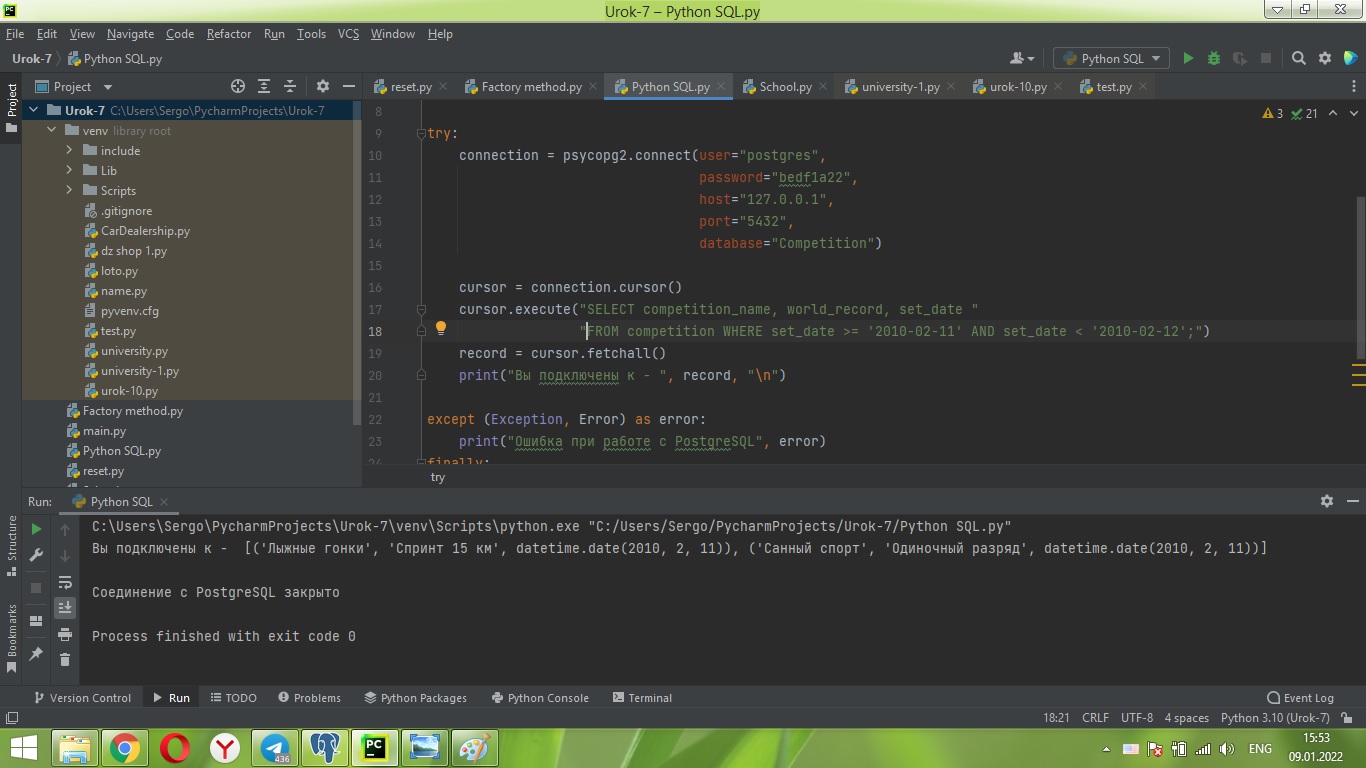 Urok-7 – Python SQL.py
File Edit View Navigate Code Refactor Run Tools VCS Window Help
Urok-7 Python SQL.py Python SQL
Project
Project
reset.py Factory method.py Python SQL.py School.py university-1.py urok-10.py test.py
Urok-7 C:\Users\Sergo\PycharmProjects\Urok-7
venv library root
include
Lib
Scripts
.gitignore
CarDealership.py
dz shop 1.py
loto.py
name.py
pyvenv.cfg
test.py
university.py
university-1.py
urok-10.py
Factory method.py
main.py
Python SQL.py
reset.py
3 21
8
9 try:
10 connection = psycopg2.connect(user="postgres",
11 password="bedf1a22",
12 host="127.0.0.1",
13 port="5432",
14 database="Competition")
15
16 cursor = connection.cursor()
17 cursor.execute("SELECT competition_name, world_record, set_date "
18 "FROM competition WHERE set_date >= '2010-02-11' AND set_date < '2010-02-12';")
19 record = cursor.fetchall()
20 print("Вы подключены к - ", record, "\n")
21
22 except (Exception, Error) as error:
23 print("Ошибка при работе с PostgreSQL", error)
24 finally:
try
Run: Python SQL
C:\Users\Sergo\PycharmProjects\Urok-7\venv\Scripts\python.exe "C:/Users/Sergo/PycharmProjects/Urok-7/Python SQL.py"
Вы подключены к -  [('Лыжные гонки', 'Спринт 15 км', datetime.date(2010, 2, 11)), ('Санный спорт', 'Одиночный разряд', datetime.date(2010, 2, 11))]
Соединение с PostgreSQL закрыто
Process finished with exit code 0
Structure
Bookmarks
Version Control Run TODO Problems Python Packages Python Console Terminal Event Log
18:21 CRLF UTF-8 4 spaces Python 3.10 (Urok-7)
PC
436
ENG
15:53
09.01.2022